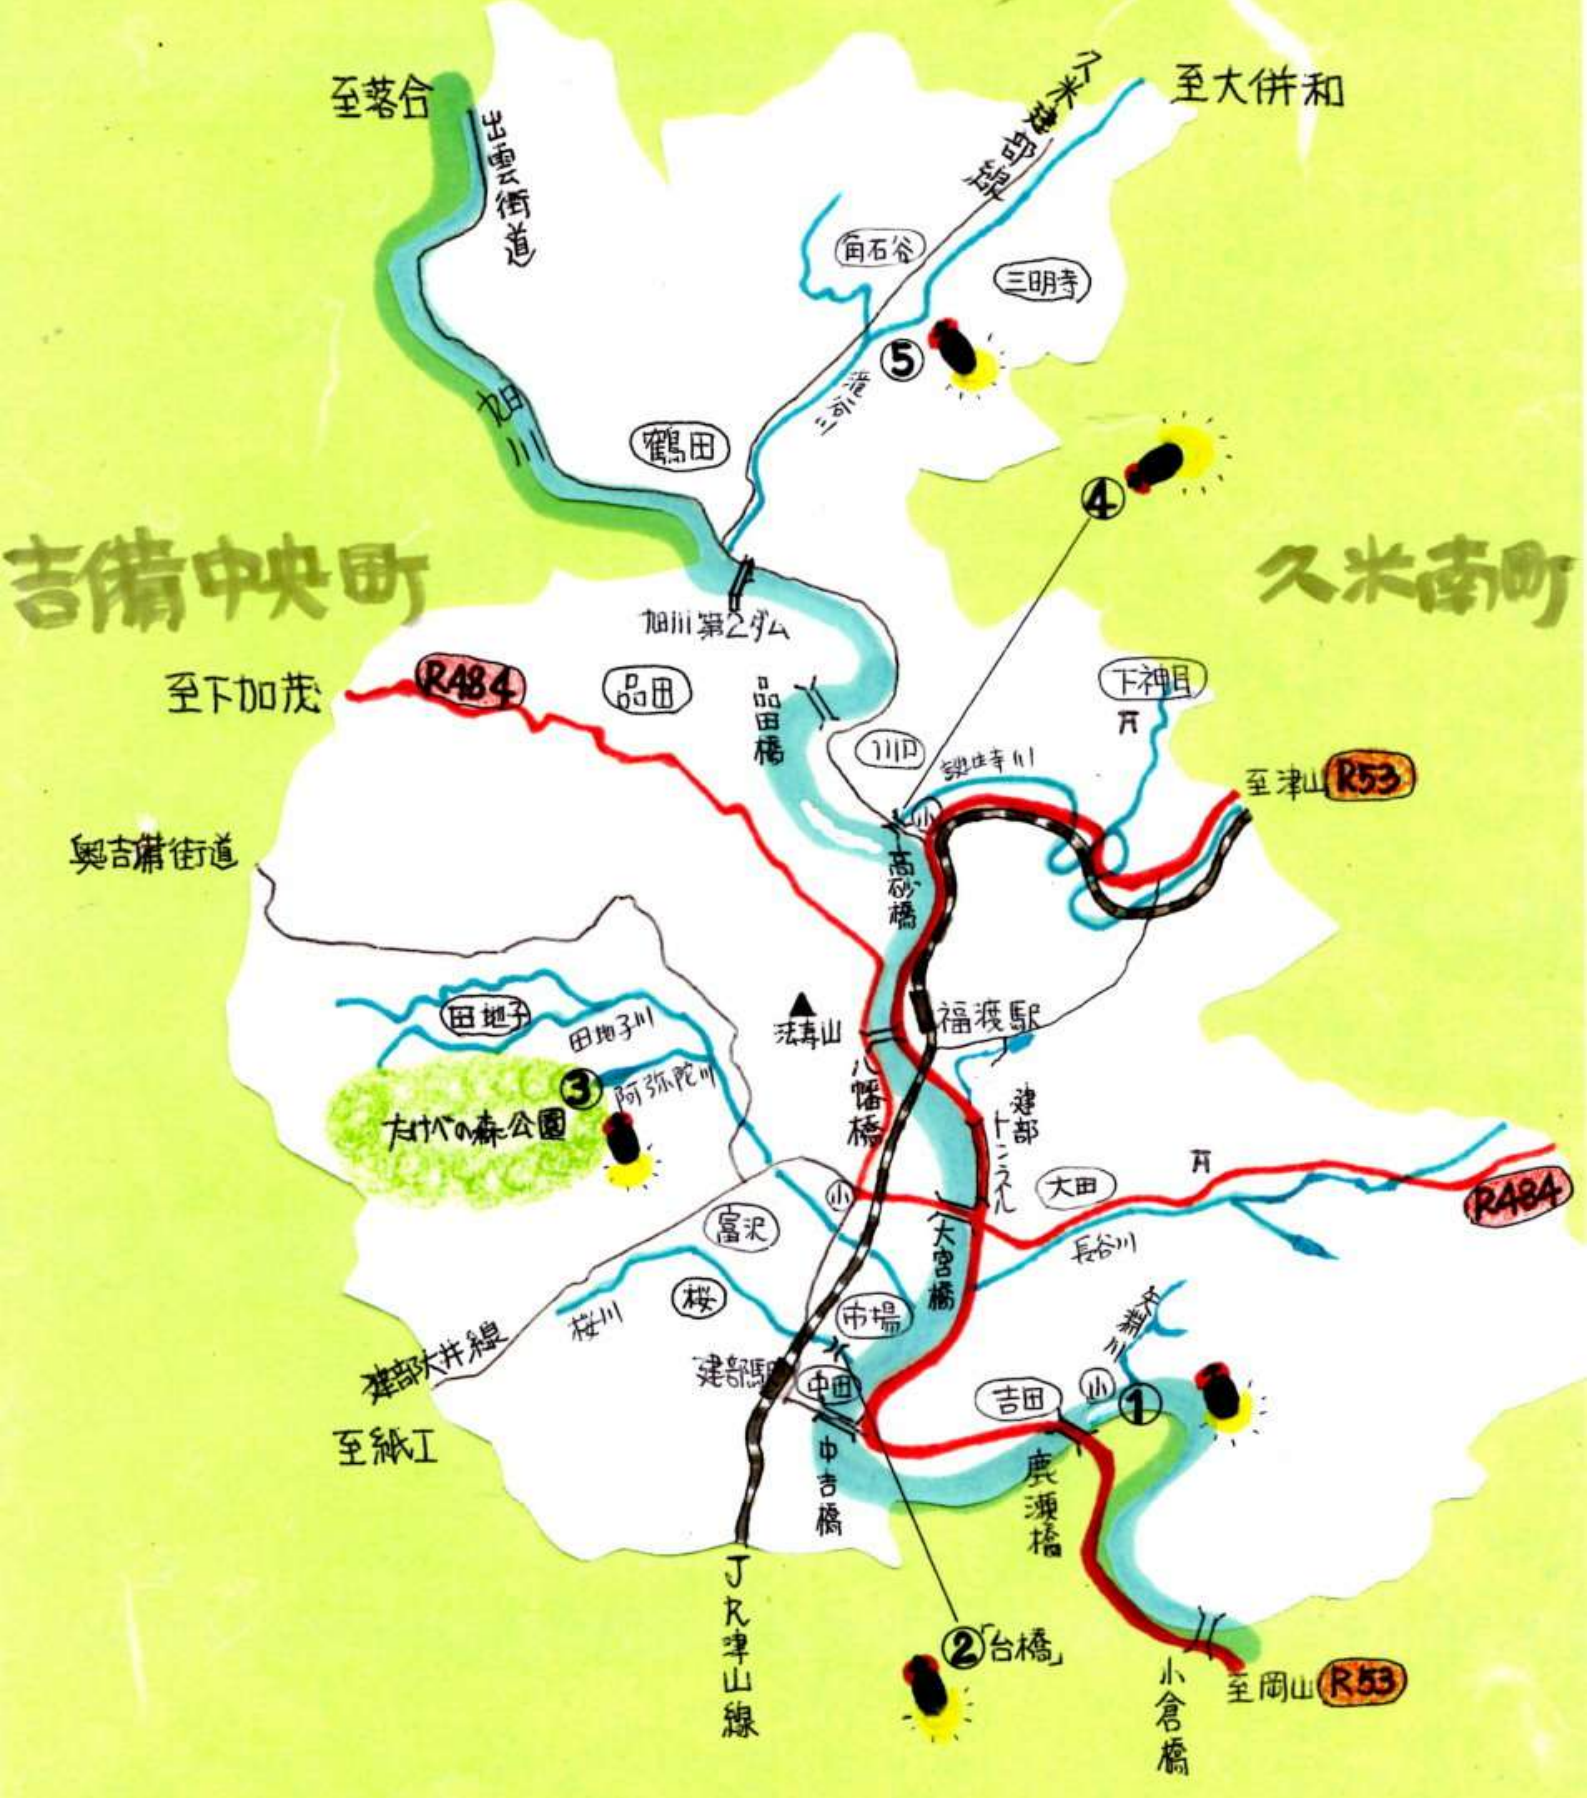 至落合
出雲街道
久米建部線
至大併和
角石谷
三明寺
⑤
滝谷川
旭川
鶴田
④
吉備中央町
久米南町
旭川第2ダム
至下加茂
R484
品田
品田橋
下神目
川口
誕生寺川
至津山 R53
小
高砂橋
奥吉備街道
田地子
田地子川
法寿山
福渡駅
八幡橋
③
阿弥陀川
たけべの森公園
建部トンネル
大田
R484
小
富沢
大宮橋
長谷川
桜
桜川
市場
矢淵川
建部大井線
建部駅
中田
吉田
小
①
至紙工
中吉橋
鹿瀬橋
JR津山線
②「台橋」
小倉橋
至岡山 R53